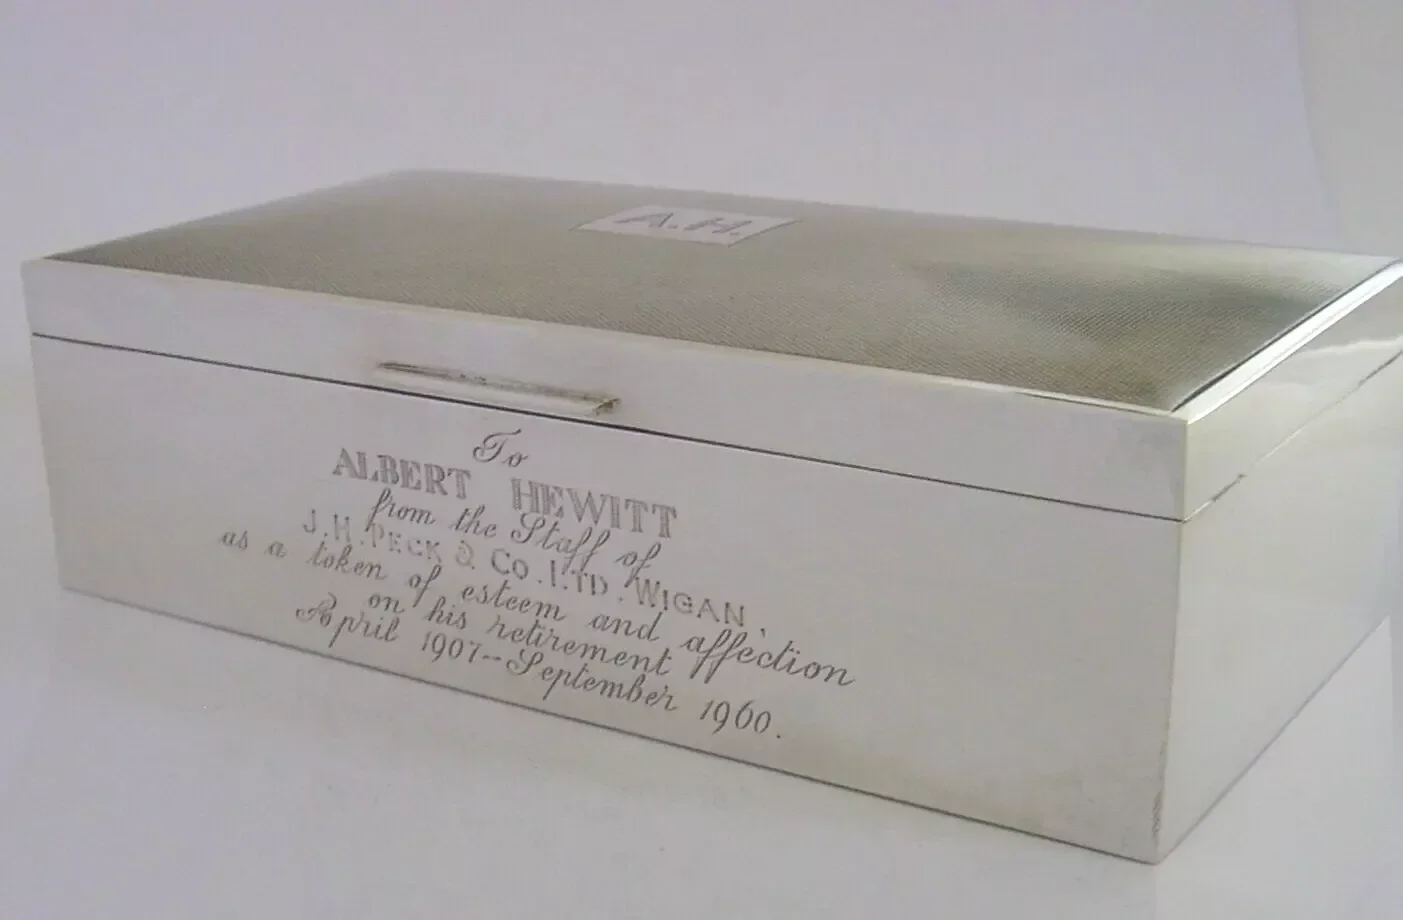 A.H.
To
ALBERT HEWITT
from the Staff of
J.H. PECK & CO. LTD. WIGAN,
as a token of esteem and affection
on his retirement
April 1907-September 1960.